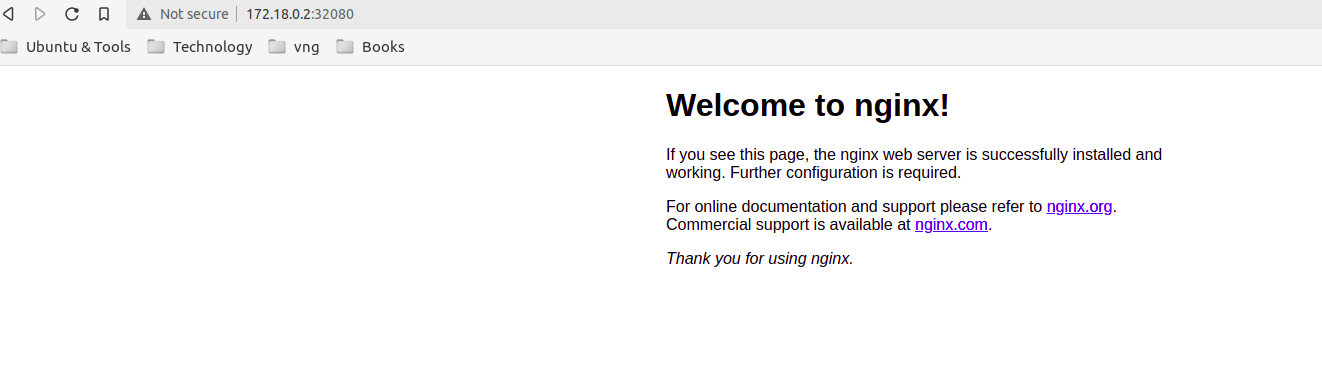 Not secure 172.18.0.2:32080
Ubuntu & Tools Technology vng Books
Welcome to nginx!
If you see this page, the nginx web server is successfully installed and
working. Further configuration is required.
For online documentation and support please refer to nginx.org.
Commercial support is available at nginx.com.
Thank you for using nginx.